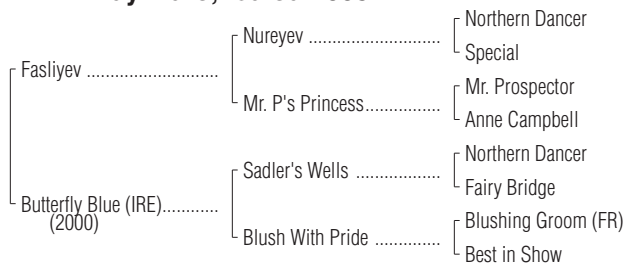 Northern Dancer
Nureyev
Special
Fasliyev
Mr. Prospector
Mr. P's Princess
Anne Campbell
Northern Dancer
Sadler's Wells
Fairy Bridge
Butterfly Blue (IRE)
(2000)
Blushing Groom (FR)
Blush With Pride
Best in Show